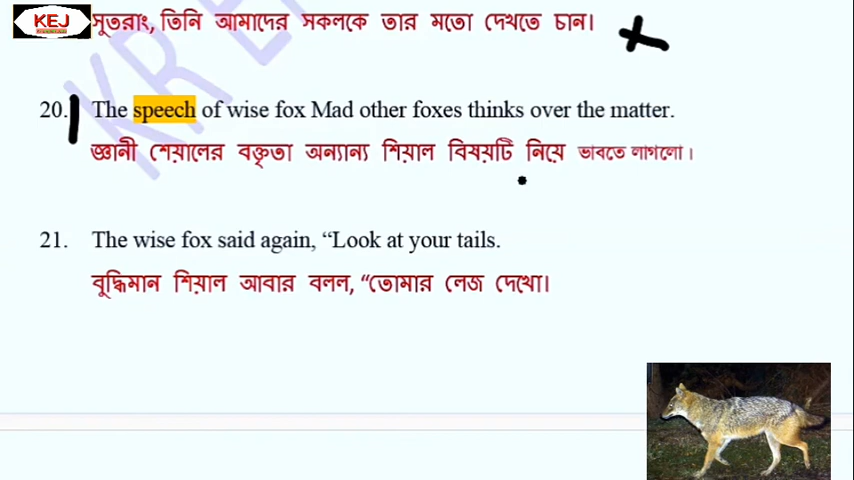 KEJ
সুতরাং, তিনি আমাদের সকলকে তার মতো দেখতে চান।
20. The speech of wise fox Mad other foxes thinks over the matter.
জ্ঞানী শেয়ালের বক্তৃতা অন্যান্য শিয়াল বিষয়টি নিয়ে ভাবতে লাগলো।
21. The wise fox said again, “Look at your tails.
বুদ্ধিমান শিয়াল আবার বলল, “তোমার লেজ দেখো।